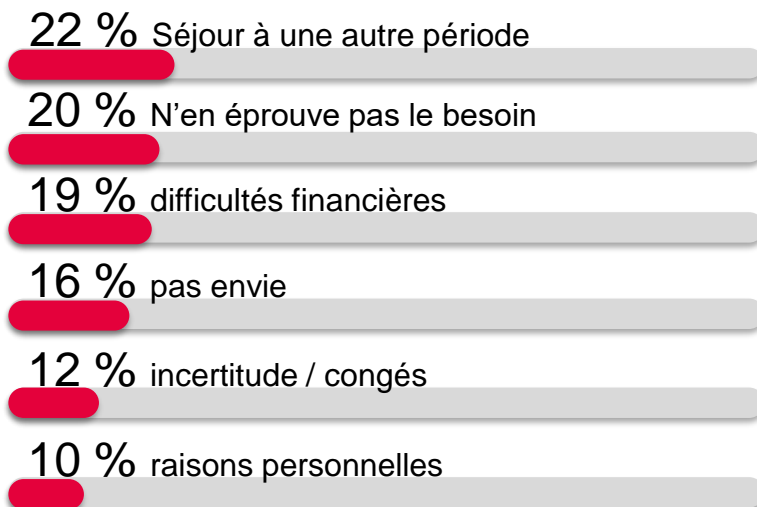 22 % Séjour à une autre période
20 % N’en éprouve pas le besoin
19 % difficultés financières
16 % pas envie
12 % incertitude / congés
10 % raisons personnelles